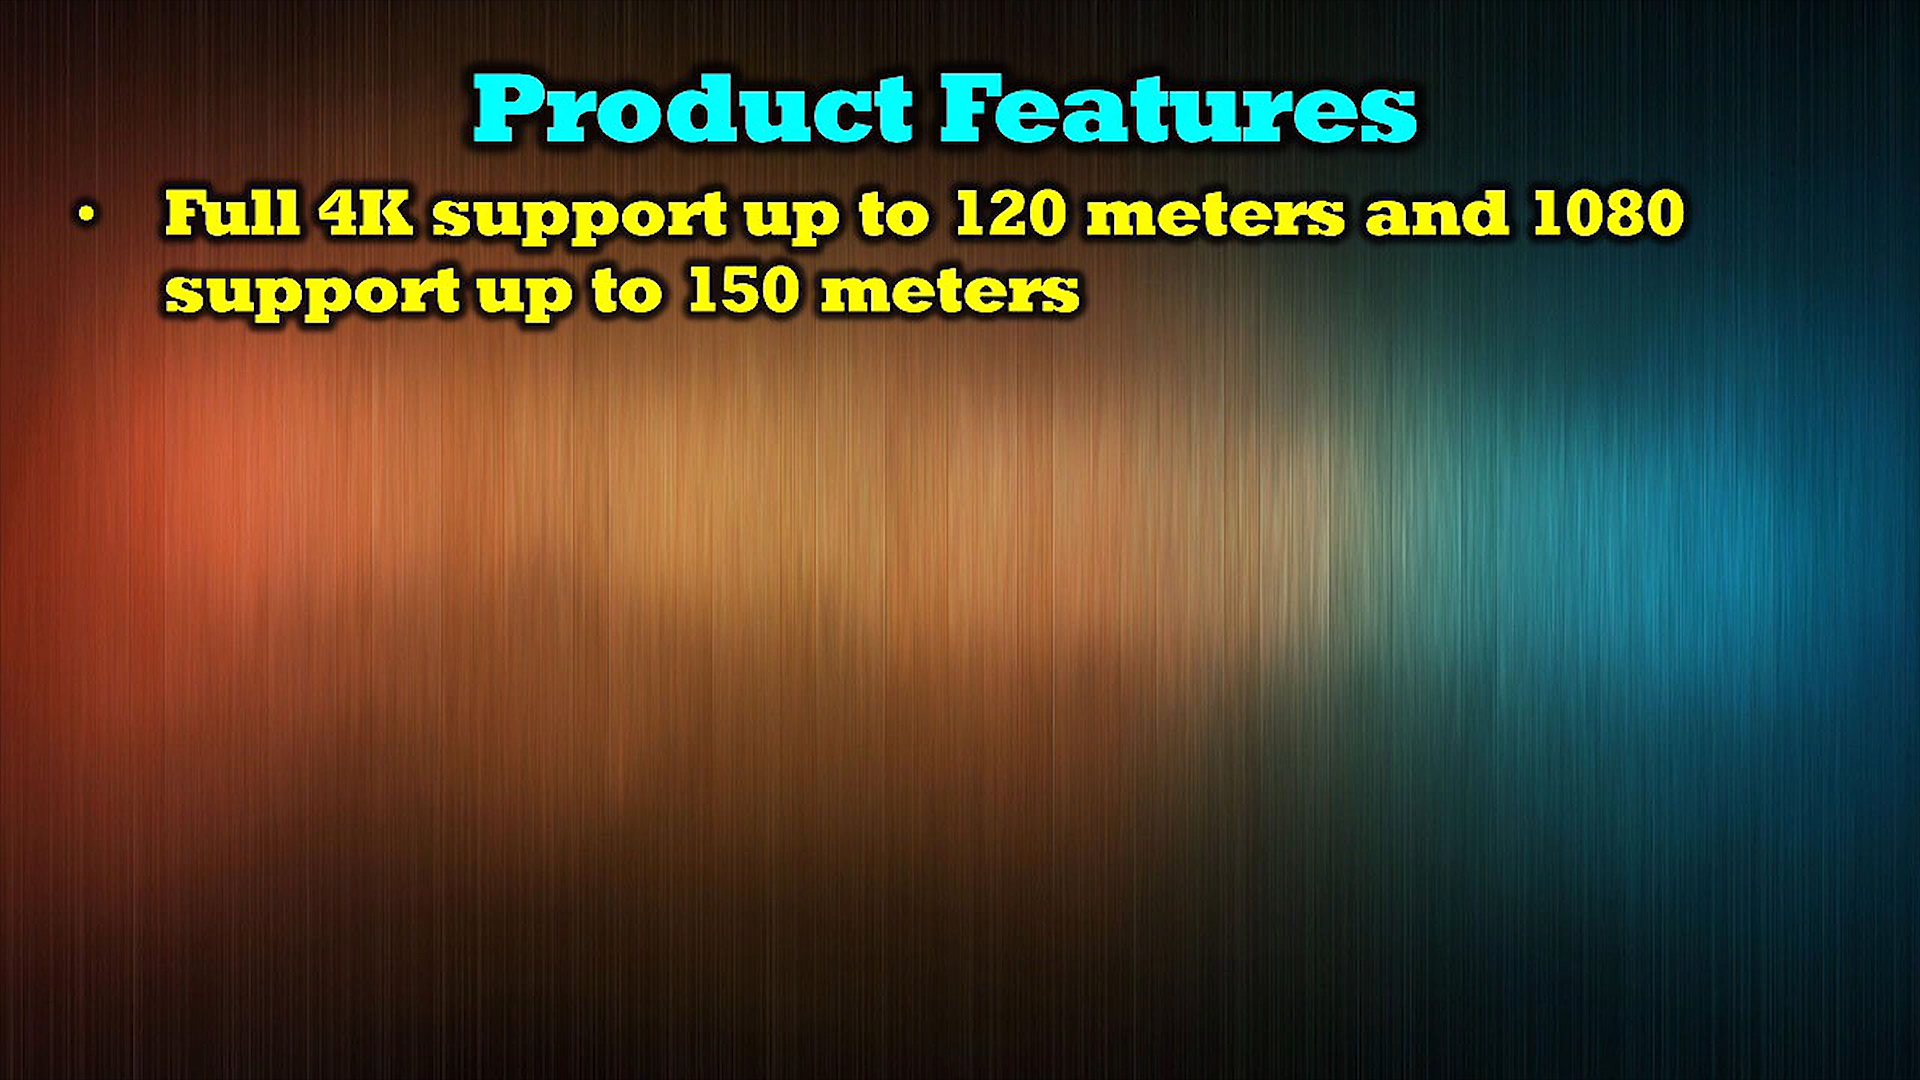 Product Features
• Full 4K support up to 120 meters and 1080
support up to 150 meters